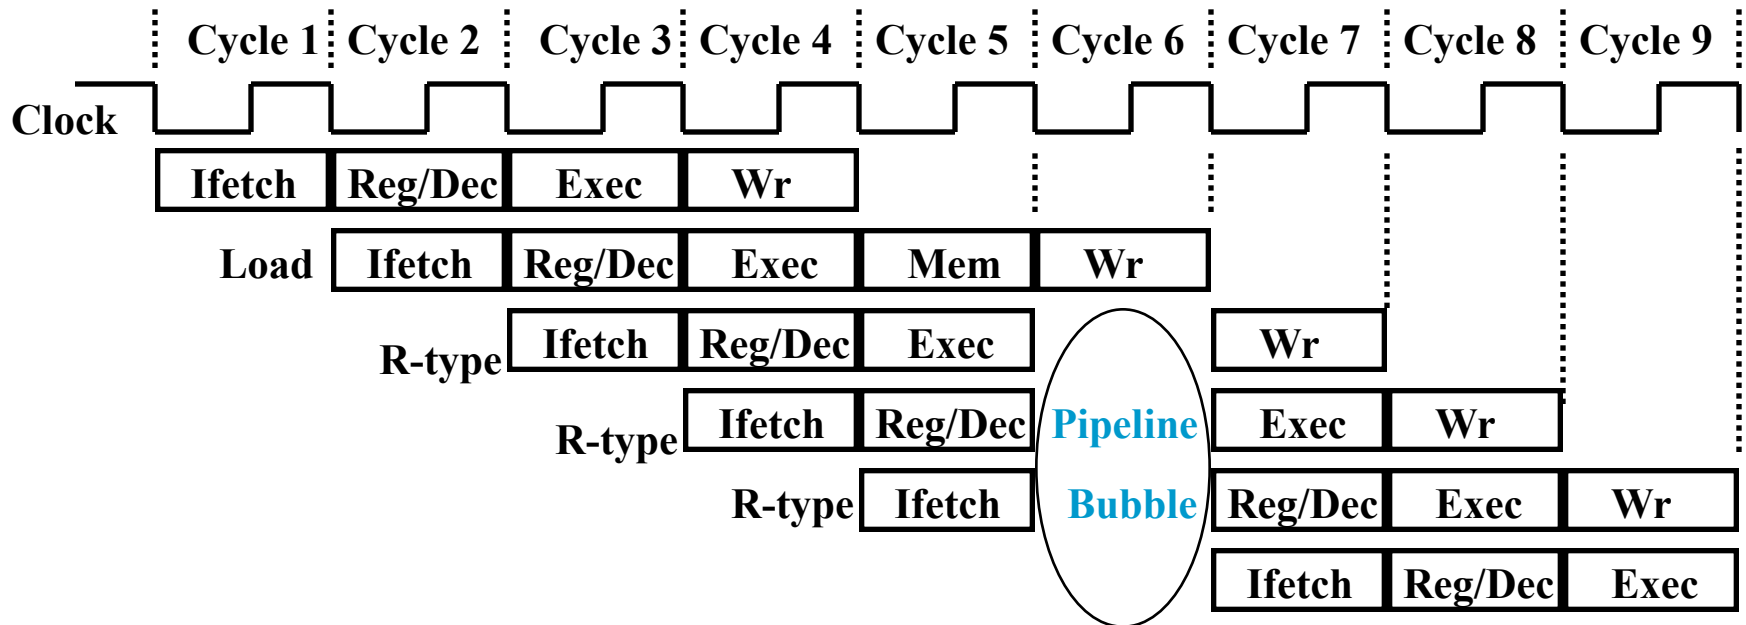 Cycle 1 Cycle 2 Cycle 3 Cycle 4 Cycle 5 Cycle 6 Cycle 7 Cycle 8 Cycle 9
Clock
Ifetch Reg/Dec Exec Wr
Load Ifetch Reg/Dec Exec Mem Wr
R-type Ifetch Reg/Dec Exec Wr
R-type Ifetch Reg/Dec Pipeline Exec Wr
R-type Ifetch Bubble Reg/Dec Exec Wr
Ifetch Reg/Dec Exec